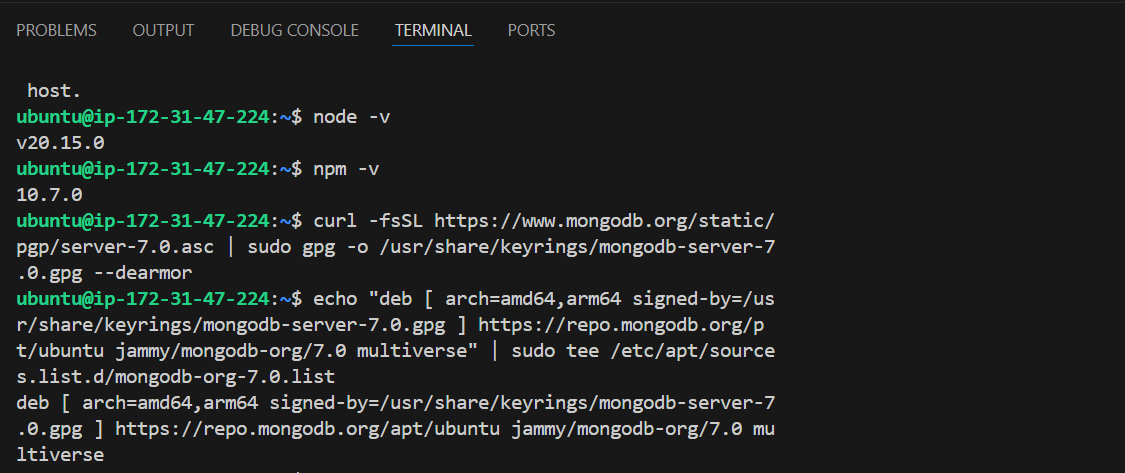 PROBLEMS OUTPUT DEBUG CONSOLE TERMINAL PORTS
host.
ubuntu@ip-172-31-47-224:~$ node -v
v20.15.0
ubuntu@ip-172-31-47-224:~$ npm -v
10.7.0
ubuntu@ip-172-31-47-224:~$ curl -fsSL https://www.mongodb.org/static/
pgp/server-7.0.asc | sudo gpg -o /usr/share/keyrings/mongodb-server-7
.0.gpg --dearmor
ubuntu@ip-172-31-47-224:~$ echo "deb [ arch=amd64,arm64 signed-by=/us
r/share/keyrings/mongodb-server-7.0.gpg ] https://repo.mongodb.org/p
t/ubuntu jammy/mongodb-org/7.0 multiverse" | sudo tee /etc/apt/source
s.list.d/mongodb-org-7.0.list
deb [ arch=amd64,arm64 signed-by=/usr/share/keyrings/mongodb-server-7
.0.gpg ] https://repo.mongodb.org/apt/ubuntu jammy/mongodb-org/7.0 mu
ltiverse